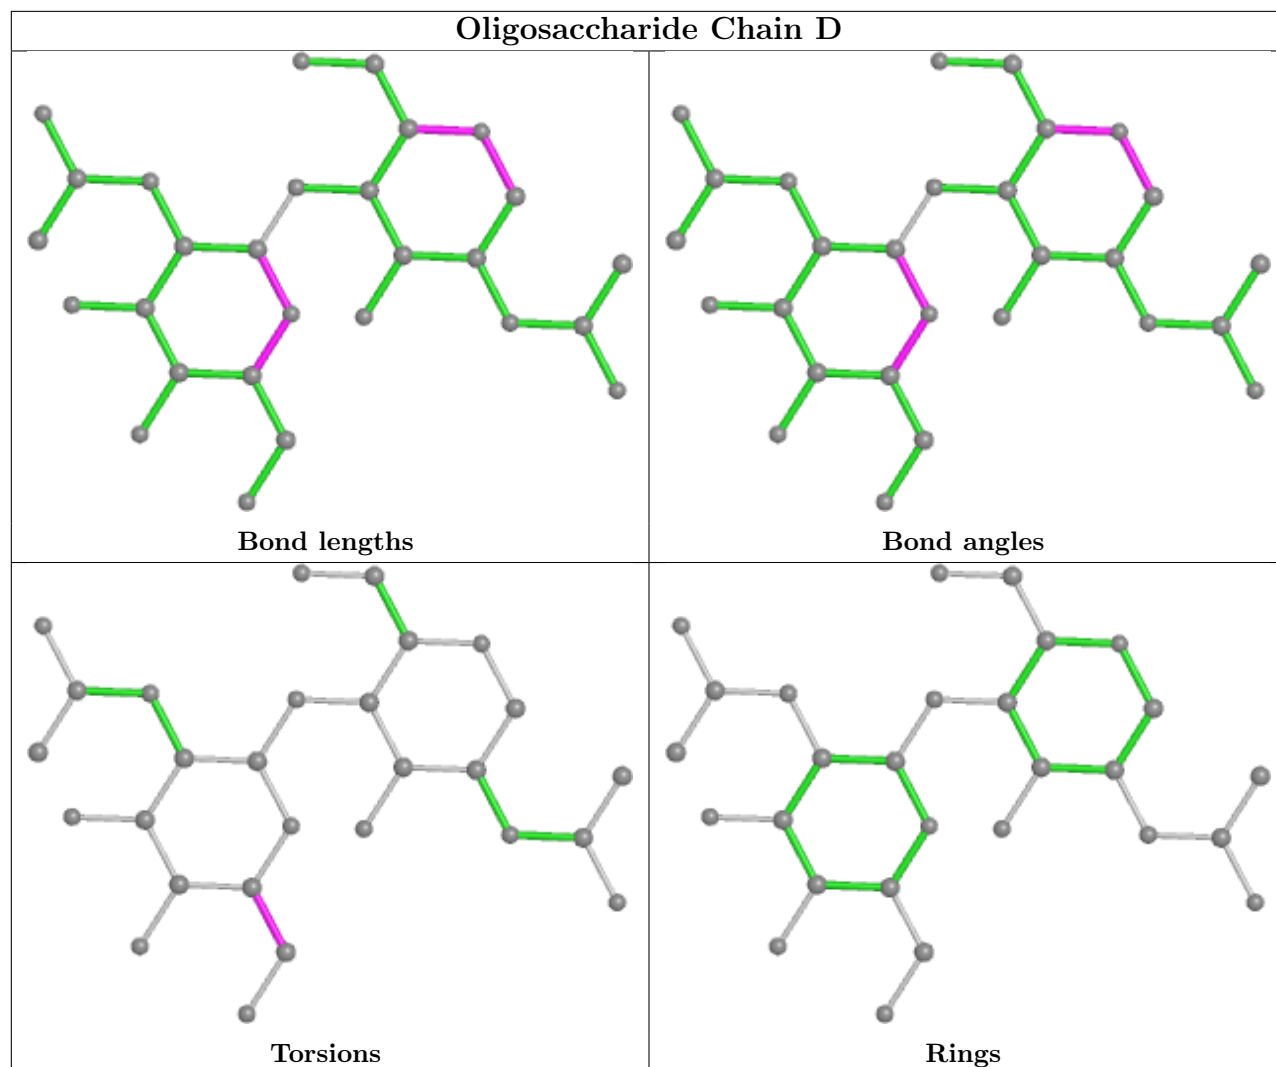 Oligosaccharide Chain D
Bond lengths
Bond angles
Torsions
Rings